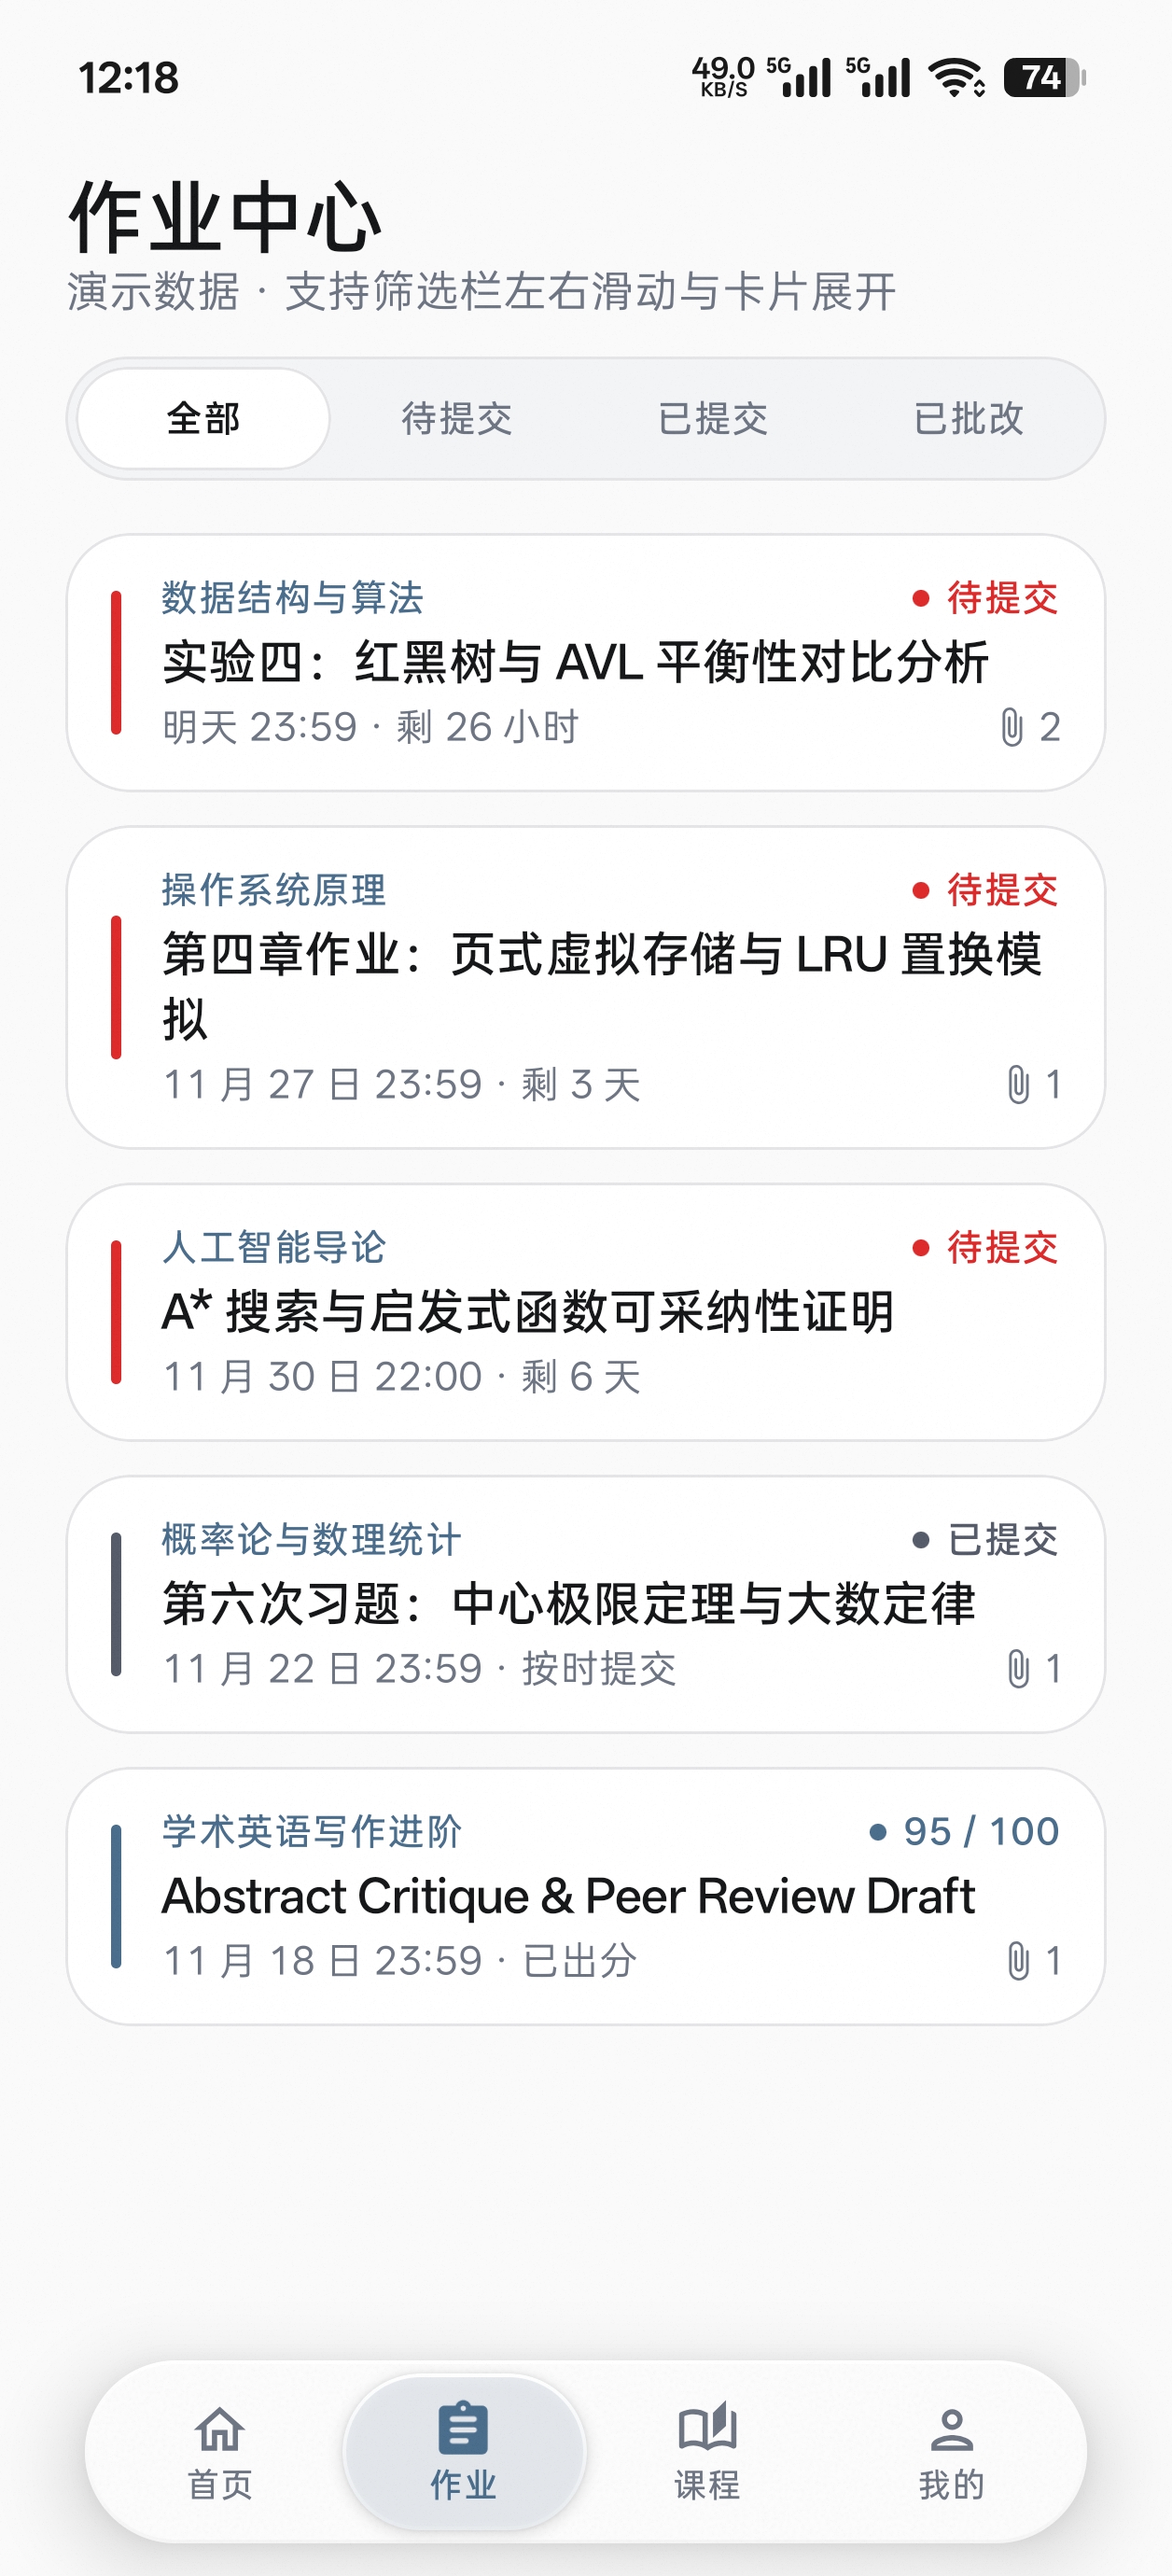 12:18
49.0 KB/S 5G 5G 74
作业中心
演示数据 · 支持筛选栏左右滑动与卡片展开
全部 待提交 已提交 已批改
数据结构与算法 待提交
实验四：红黑树与 AVL 平衡性对比分析
明天 23:59 · 剩 26 小时 2
操作系统原理 待提交
第四章作业：页式虚拟存储与 LRU 置换模
拟
11 月 27 日 23:59 · 剩 3 天 1
人工智能导论 待提交
A* 搜索与启发式函数可采纳性证明
11 月 30 日 22:00 · 剩 6 天
概率论与数理统计 已提交
第六次习题：中心极限定理与大数定律
11 月 22 日 23:59 · 按时提交 1
学术英语写作进阶 95 / 100
Abstract Critique & Peer Review Draft
11 月 18 日 23:59 · 已出分 1
首页 作业 课程 我的